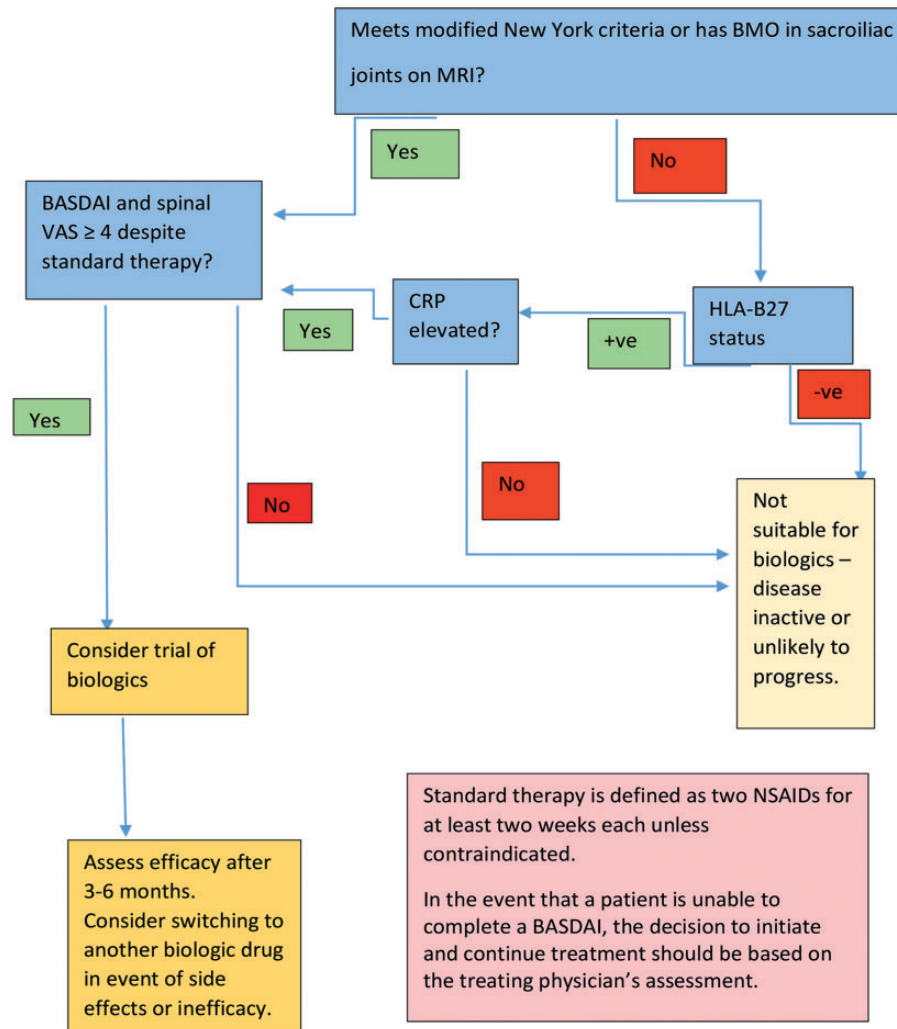 Meets modified New York criteria or has BMO in sacroiliac
joints on MRI?
Yes
No
BASDAI and spinal
VAS ≥ 4 despite
standard therapy?
CRP
elevated?
HLA-B27
status
Yes
+ve
-ve
Yes
No
No
Not
suitable for
biologics –
disease
inactive or
unlikely to
progress.
Consider trial of
biologics
Standard therapy is defined as two NSAIDs for
at least two weeks each unless
contraindicated.
In the event that a patient is unable to
complete a BASDAI, the decision to initiate
and continue treatment should be based on
the treating physician's assessment.
Assess efficacy after
3-6 months.
Consider switching to
another biologic drug
in event of side
effects or inefficacy.